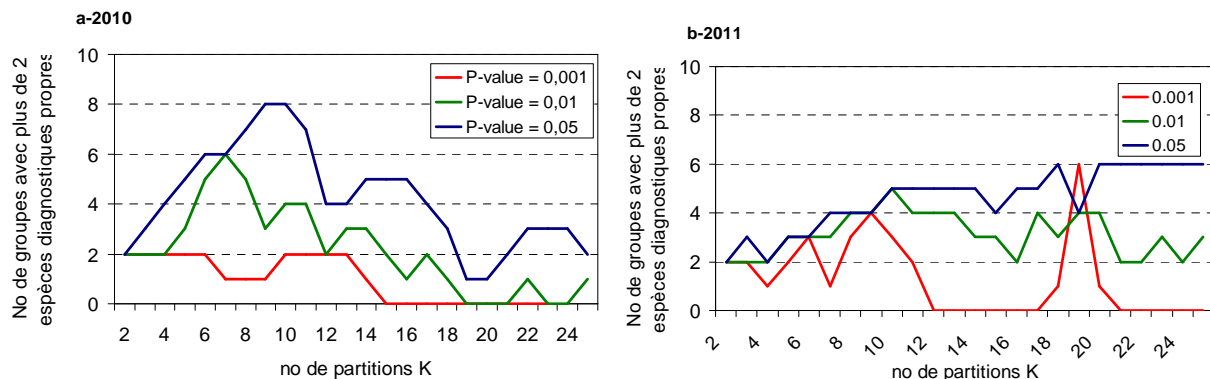 a-2010
No de groupes avec plus de 2
espèces diagnostiques propres
10
8
6
4
2
0
P-value = 0,001
P-value = 0,01
P-value = 0,05
2 4 6 8 10 12 14 16 18 20 22 24
no de partitions K
b-2011
No de groupes avec plus de 2
espèces diagnostiques propres
10
8
6
4
2
0
0.001
0.01
0.05
2 4 6 8 10 12 14 16 18 20 22 24
no de partitions K